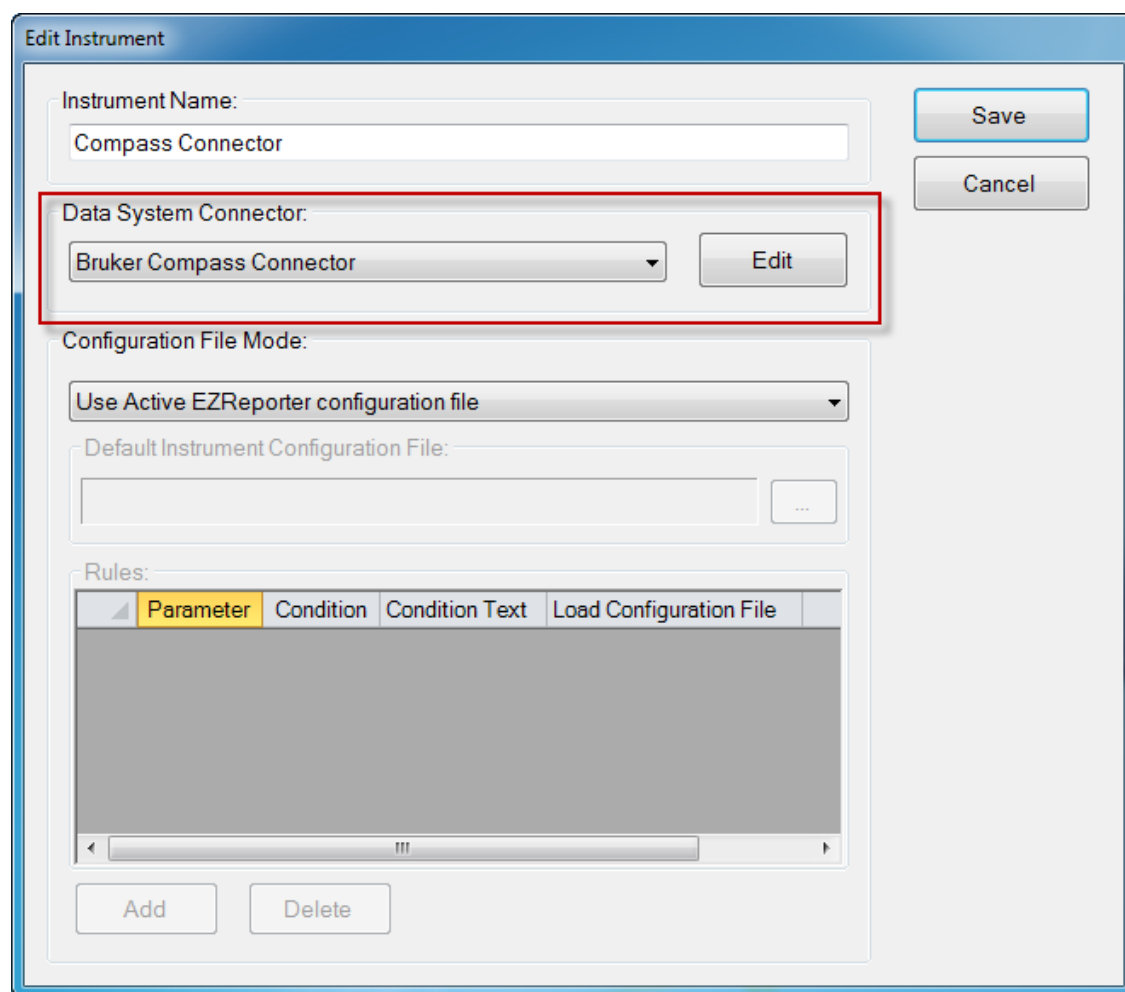 Edit Instrument
Instrument Name:
Save
Compass Connector
Cancel
Data System Connector:
Bruker Compass Connector
Edit
Configuration File Mode:
Use Active EZReporter configuration file
Default Instrument Configuration File:
...
Rules:
Parameter Condition Condition Text Load Configuration File
Add Delete